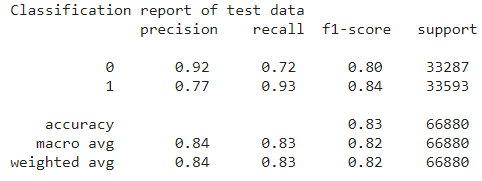 Classification report of test data
precision recall f1-score support
0 0.92 0.72 0.80 33287
1 0.77 0.93 0.84 33593
accuracy 0.83 66880
macro avg 0.84 0.83 0.82 66880
weighted avg 0.84 0.83 0.82 66880